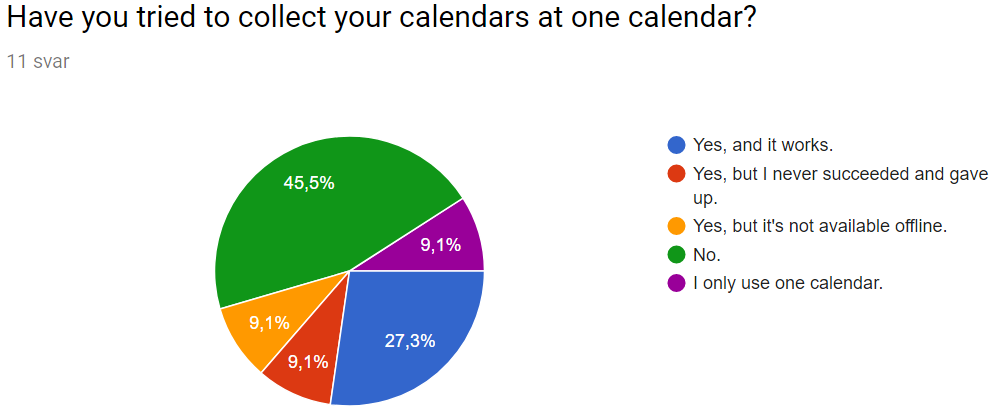 Have you tried to collect your calendars at one calendar?
11 svar
45,5%
9,1%
9,1%
9,1%
27,3%
Yes, and it works.
Yes, but I never succeeded and gave
up.
Yes, but it's not available offline.
No.
I only use one calendar.